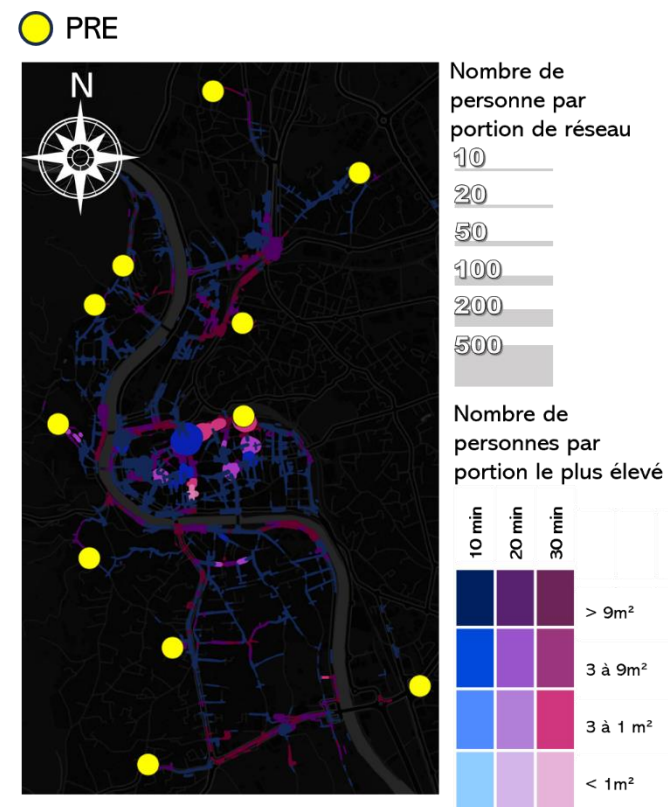 PRE
N
Nombre de
personne par
portion de réseau
10
20
50
100
200
500
Nombre de
personnes par
portion le plus élevé
10 min
20 min
30 min
> 9m²
3 à 9m²
3 à 1 m²
< 1m²